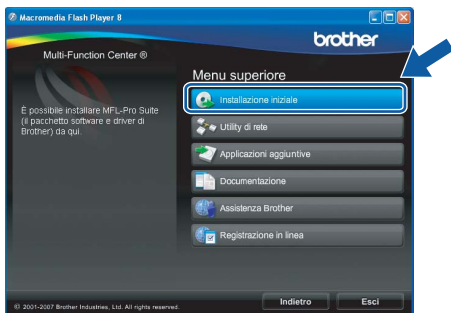 Macromedia Flash Player 8
brother
Multi-Function Center ®
Menu superiore
Installazione iniziale
È possibile installare MFL-Pro Suite
(il pacchetto software e driver di
Brother) da qui.
Utility di rete
Applicazioni aggiuntive
Documentazione
Assistenza Brother
Registrazione in linea
© 2001-2007 Brother Industries, Ltd. All rights reserved.
Indietro
Esci